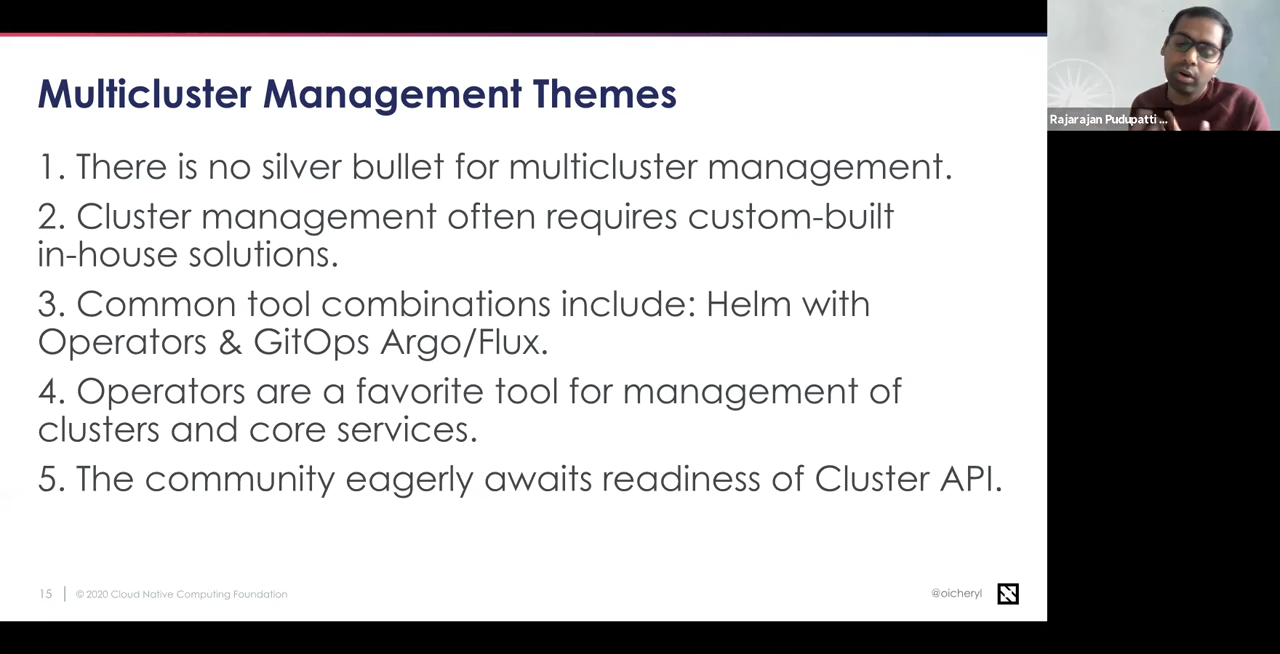 Multicluster Management Themes
1. There is no silver bullet for multicluster management.
2. Cluster management often requires custom-built
in-house solutions.
3. Common tool combinations include: Helm with
Operators & GitOps Argo/Flux.
4. Operators are a favorite tool for management of
clusters and core services.
5. The community eagerly awaits readiness of Cluster API.
15
© 2020 Cloud Native Computing Foundation
@oicheryl
Rajarajan Pudupatti ...